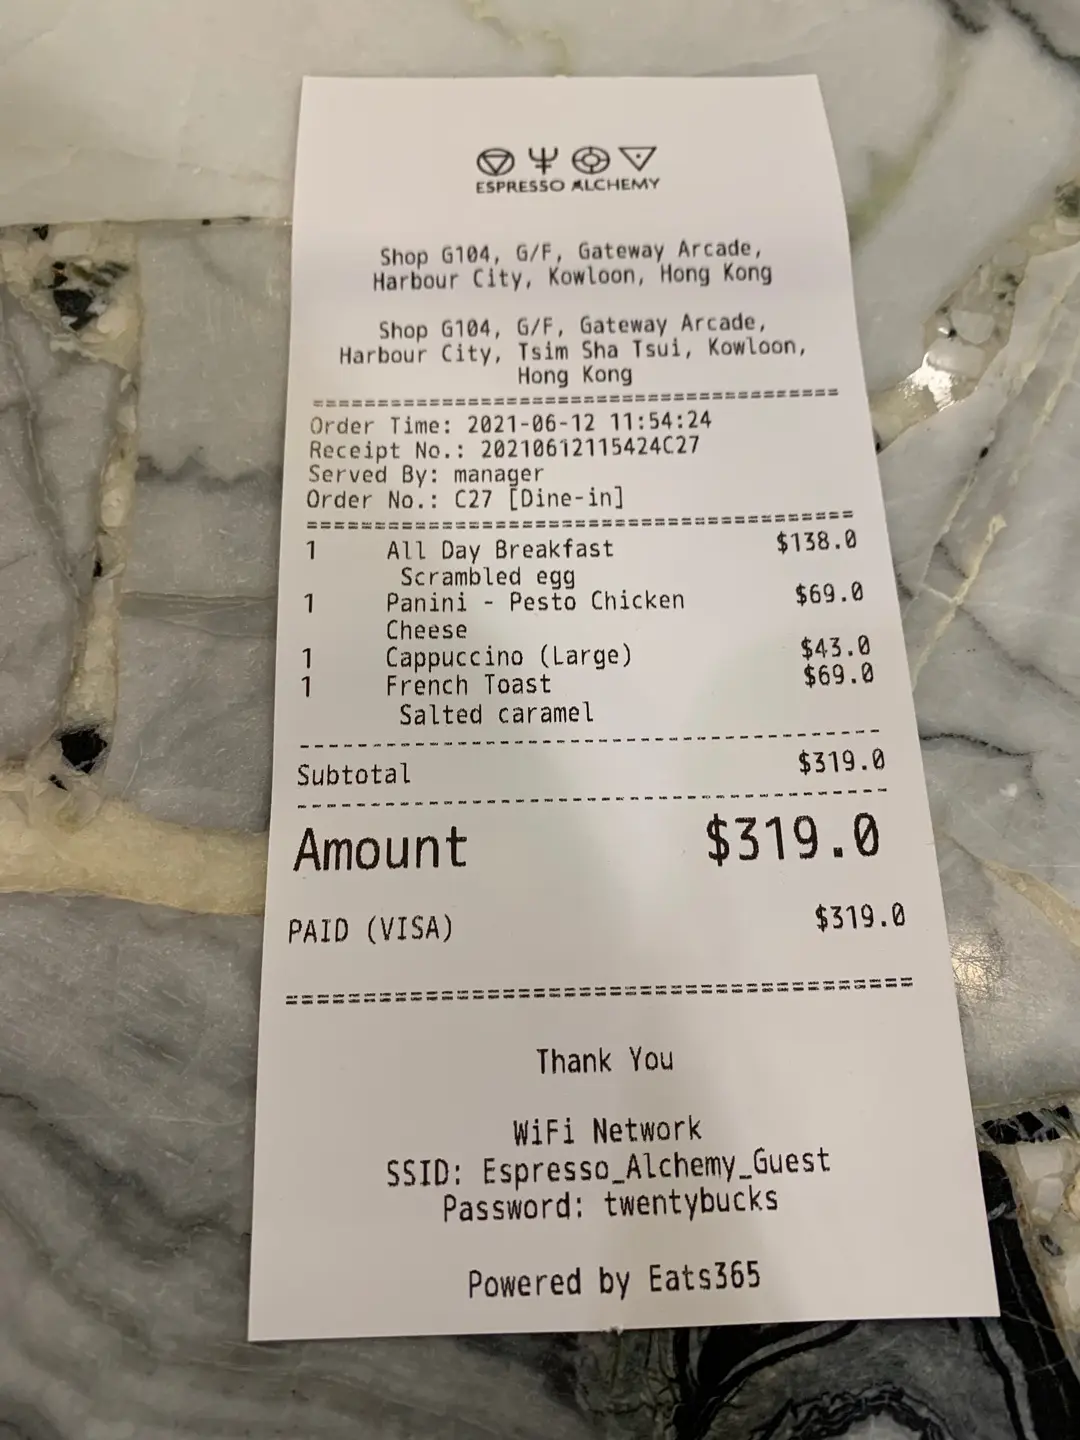 ESPRESSO ALCHEMY
Shop G104, G/F, Gateway Arcade,
Harbour City, Kowloon, Hong Kong
Shop G104, G/F, Gateway Arcade,
Harbour City, Tsim Sha Tsui, Kowloon,
Hong Kong
========================================
Order Time: 2021-06-12 11:54:24
Receipt No.: 20210612115424C27
Served By: manager
Order No.: C27 [Dine-in]
========================================
1 All Day Breakfast $138.0
Scrambled egg
1 Panini - Pesto Chicken $69.0
Cheese
1 Cappuccino (Large) $43.0
1 French Toast $69.0
Salted caramel
----------------------------------------
Subtotal $319.0
----------------------------------------
Amount $319.0
PAID (VISA) $319.0
========================================
Thank You
WiFi Network
SSID: Espresso_Alchemy_Guest
Password: twentybucks
Powered by Eats365